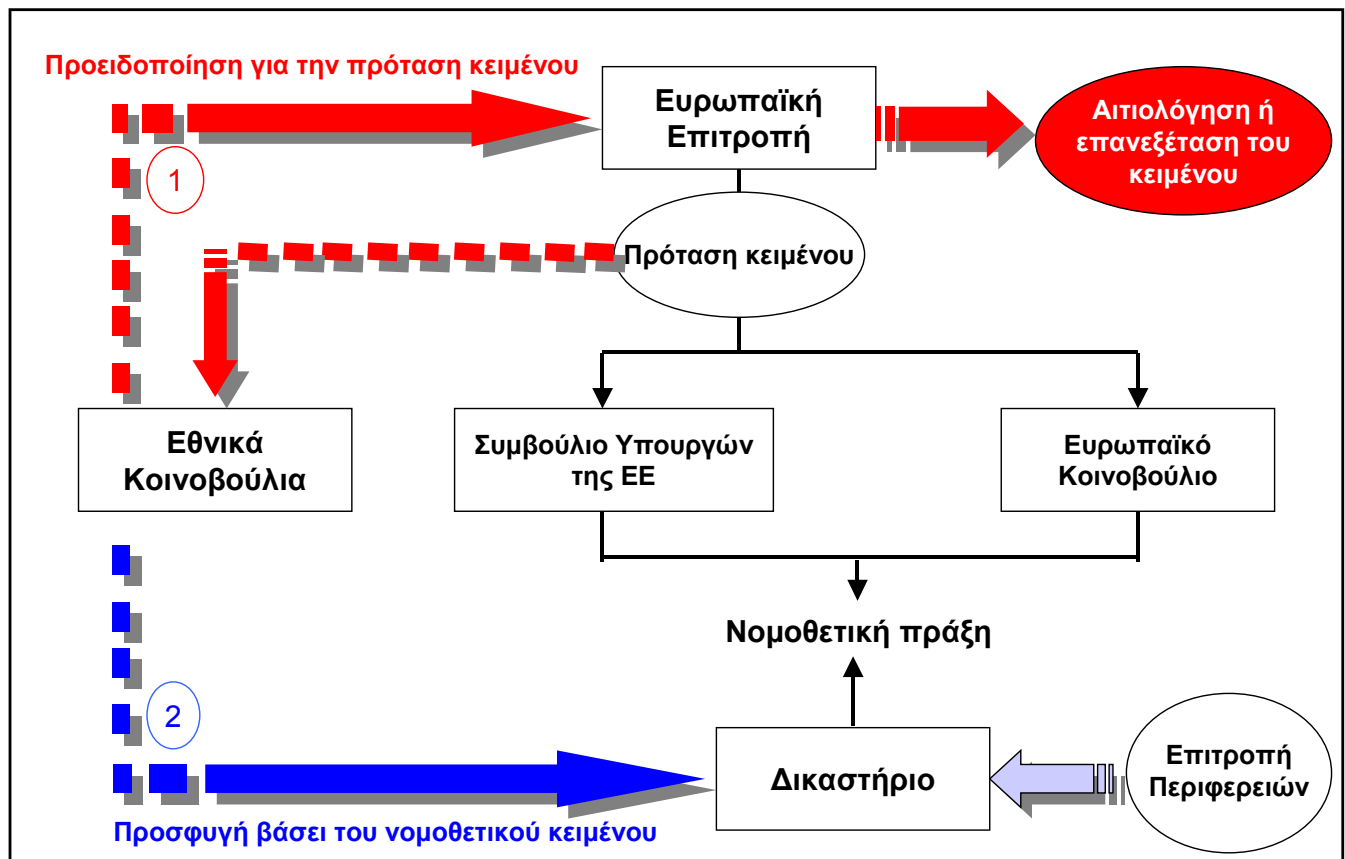 Προειδοποίηση για την πρόταση κειμένου
Ευρωπαϊκή
Επιτροπή
Αιτιολόγηση ή
επανεξέταση του
κειμένου
1
Πρόταση κειμένου
Εθνικά
Κοινοβούλια
Συμβούλιο Υπουργών
της ΕΕ
Ευρωπαϊκό
Κοινοβούλιο
Νομοθετική πράξη
2
Δικαστήριο
Επιτροπή
Περιφερειών
Προσφυγή βάσει του νομοθετικού κειμένου